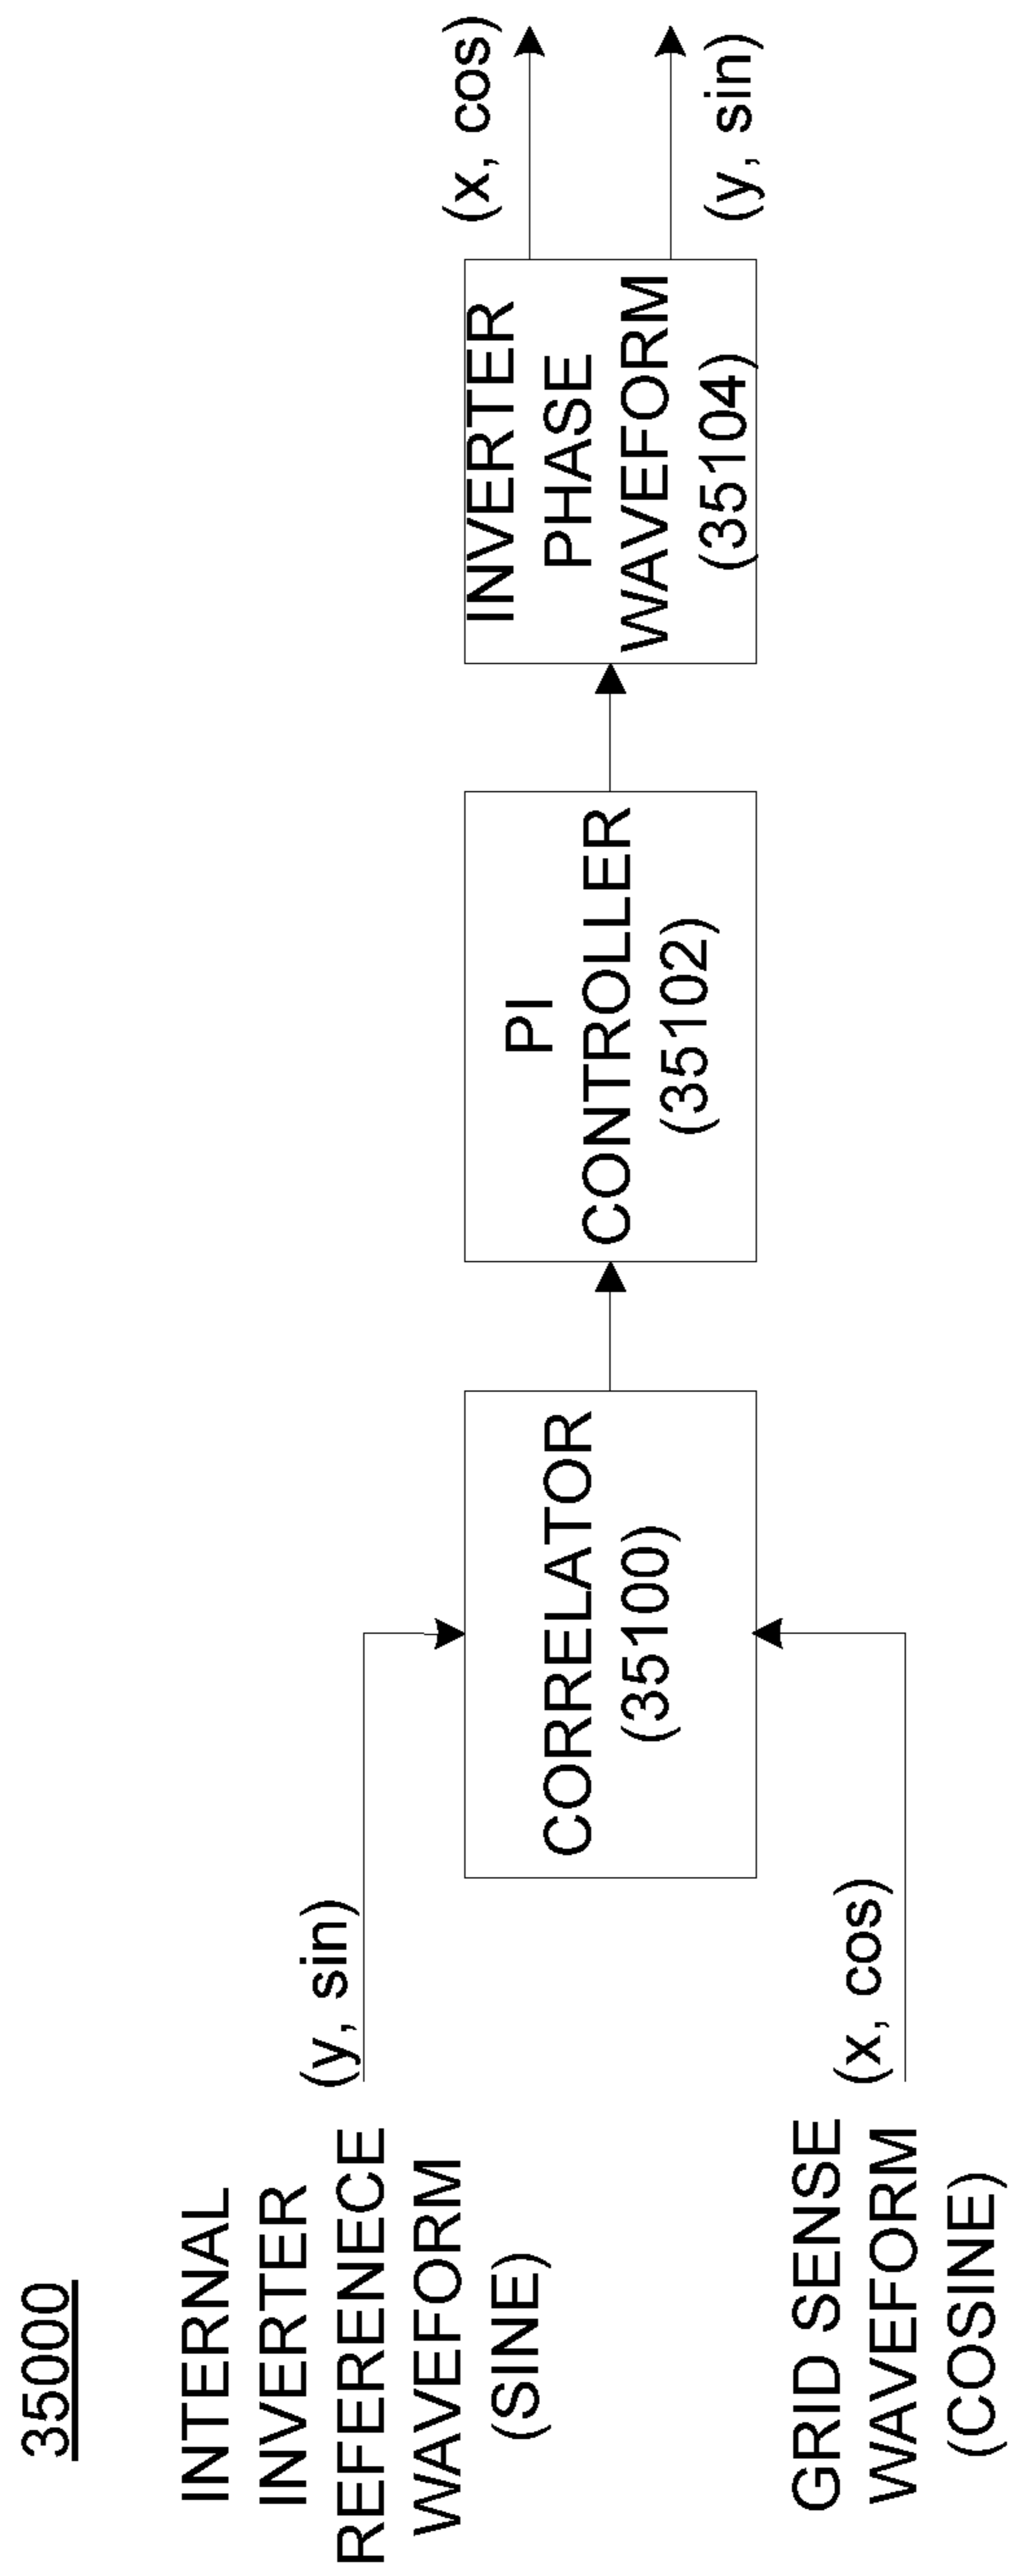 35000
INTERNAL
INVERTER
REFERENECE
WAVEFORM
(SINE)
(y, sin)
GRID SENSE
WAVEFORM
(COSINE)
(x, cos)
CORRELATOR
(35100)
PI
CONTROLLER
(35102)
INVERTER
PHASE
WAVEFORM
(35104)
(x, cos)
(y, sin)